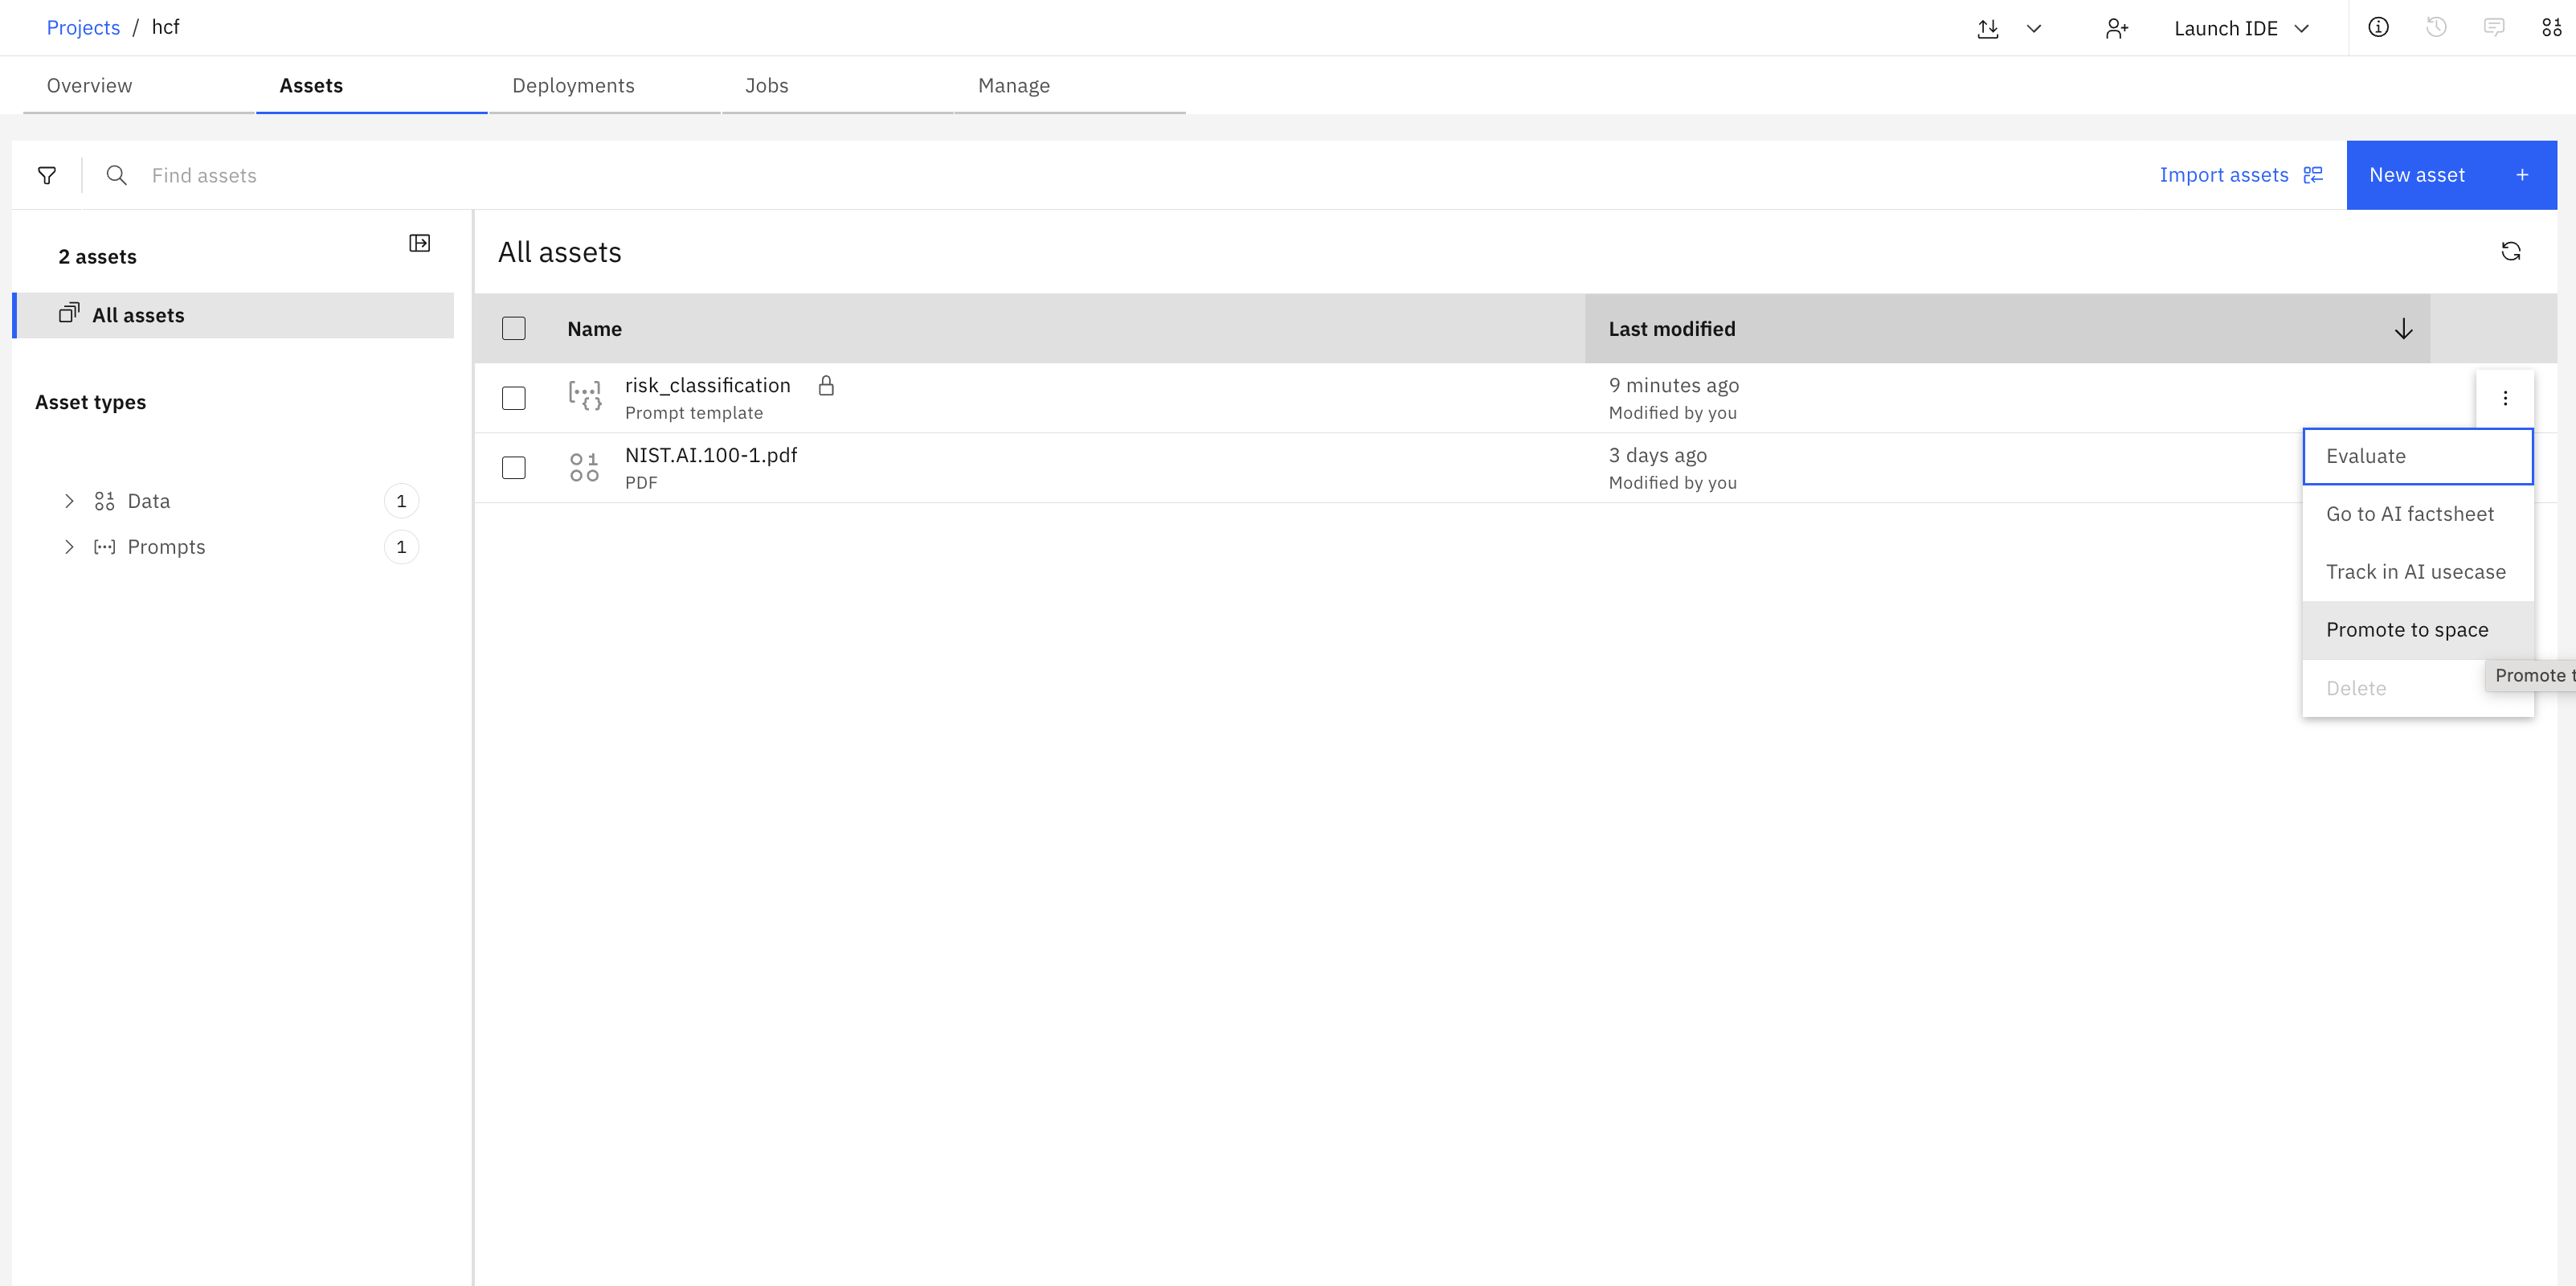 Projects / hcf
Launch IDE
Overview
Assets
Deployments
Jobs
Manage
Find assets
Import assets
New asset +
2 assets
All assets
Asset types
Data 1
Prompts 1
All assets
Name
Last modified
risk_classification
Prompt template
9 minutes ago
Modified by you
NIST.AI.100-1.pdf
PDF
3 days ago
Modified by you
Evaluate
Go to AI factsheet
Track in AI usecase
Promote to space
Promote t
Delete